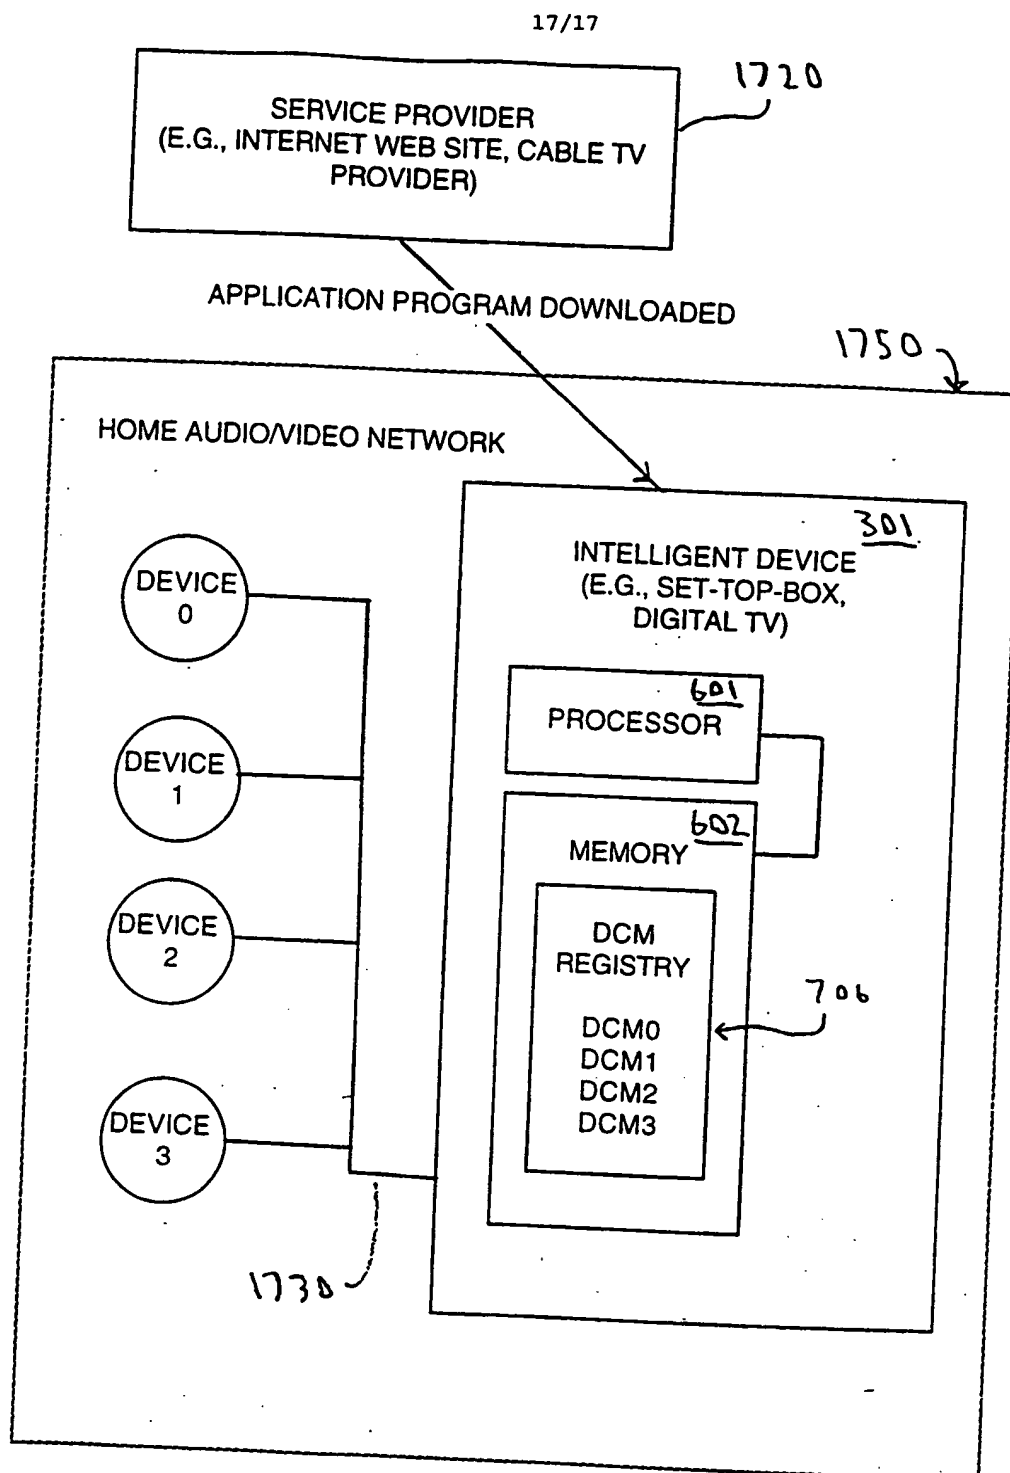 17/17
1720
SERVICE PROVIDER
(E.G., INTERNET WEB SITE, CABLE TV
PROVIDER)
APPLICATION PROGRAM DOWNLOADED
1750
HOME AUDIO/VIDEO NETWORK
301
INTELLIGENT DEVICE
(E.G., SET-TOP-BOX,
DIGITAL TV)
DEVICE
0
601
PROCESSOR
DEVICE
1
602
MEMORY
DEVICE
2
DCM
REGISTRY
706
DCM0
DCM1
DCM2
DCM3
DEVICE
3
1730